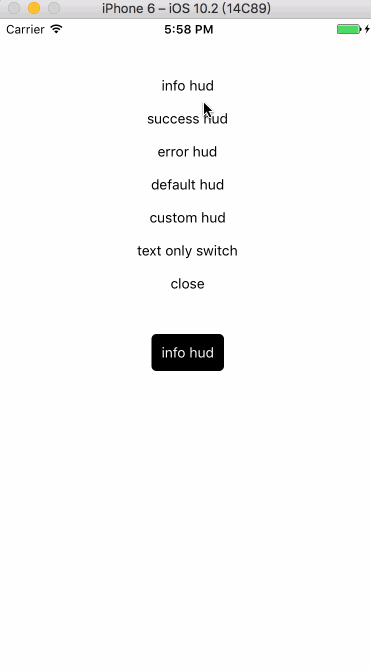 iPhone 6 – iOS 10.2 (14C89)
Carrier 5:58 PM
info hud
success hud
error hud
default hud
custom hud
text only switch
close
info hud